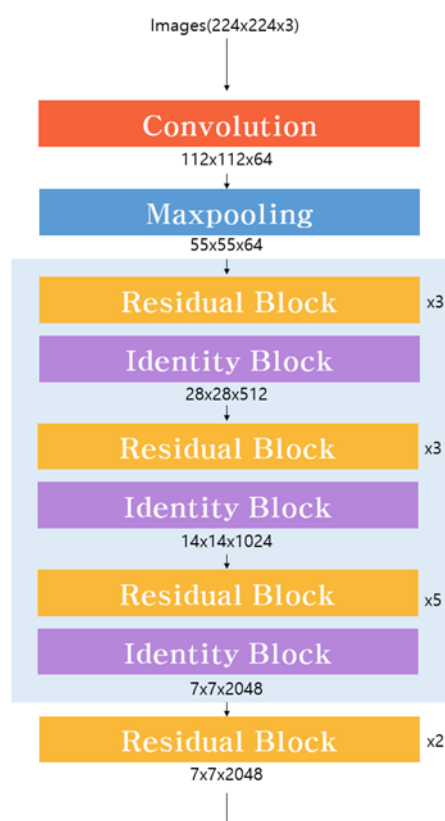 Images(224x224x3)
Convolution
112x112x64
Maxpooling
55x55x64
Residual Block x3
Identity Block
28x28x512
Residual Block x3
Identity Block
14x14x1024
Residual Block x5
Identity Block
7x7x2048
Residual Block x2
7x7x2048